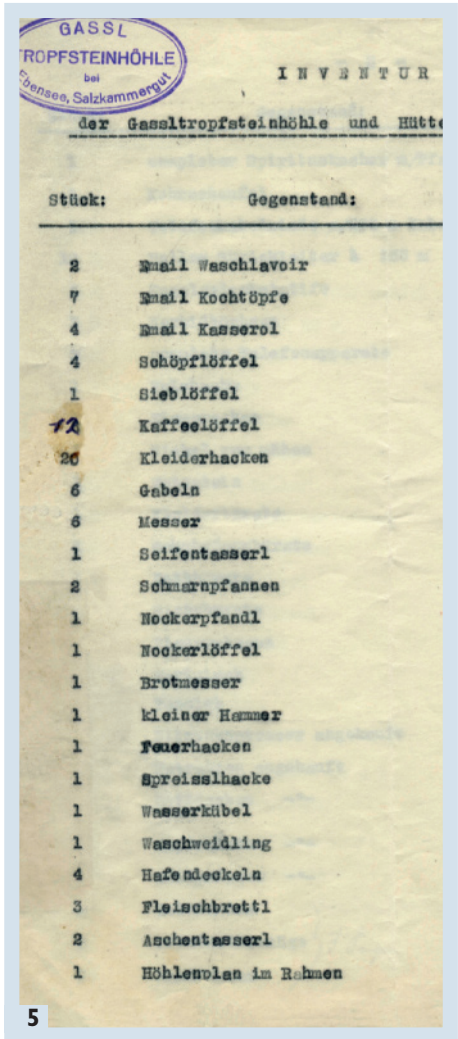 GASSL
TROPFSTEINHÖHLE
bei
Ebensee, Salzkammergut
INVENTUR
der Gassltropfsteinhöhle und Hütte
Stück: Gegenstand:
2 Email Waschlavoir
7 Email Kochtöpfe
4 Email Kasserol
4 Schöpflöffel
1 Sieblöffel
12 Kaffeelöffel
20 Kleiderhacken
6 Gabeln
6 Messer
1 Seifentasserl
2 Schmarnpfannen
1 Nockerpfandl
1 Nockerlöffel
1 Brotmesser
1 kleiner Hammer
1 Feuerhacken
1 Spreisslhacke
1 Wasserkübel
1 Waschweidling
4 Hafendeckeln
3 Fleischbrettl
2 Aschentasserl
1 Höhlenplan im Rahmen
5